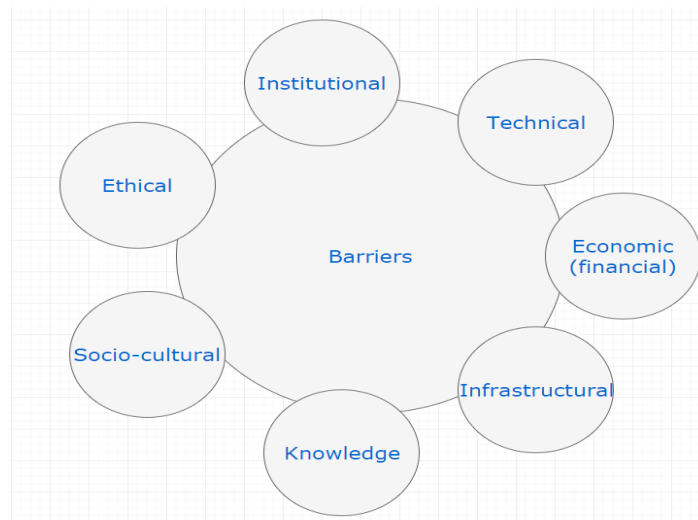 Institutional
Technical
Ethical
Economic
(financial)
Barriers
Socio-cultural
Infrastructural
Knowledge